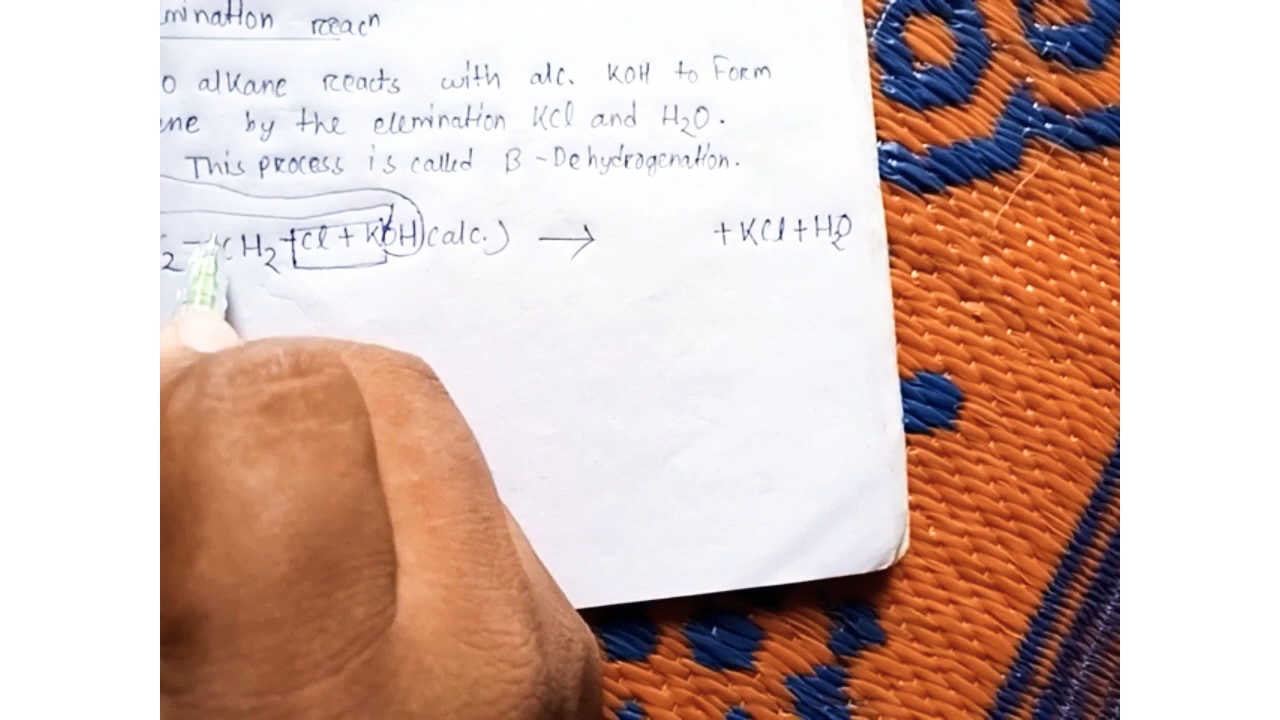 mination reacn
o alkane reacts with alc. KOH to Form
ene by the elemination KCl and H2O.
This process is called B-Dehydrogenation.
2 - CH2 - Cl + KOH (alc.) → + KCl + H2O